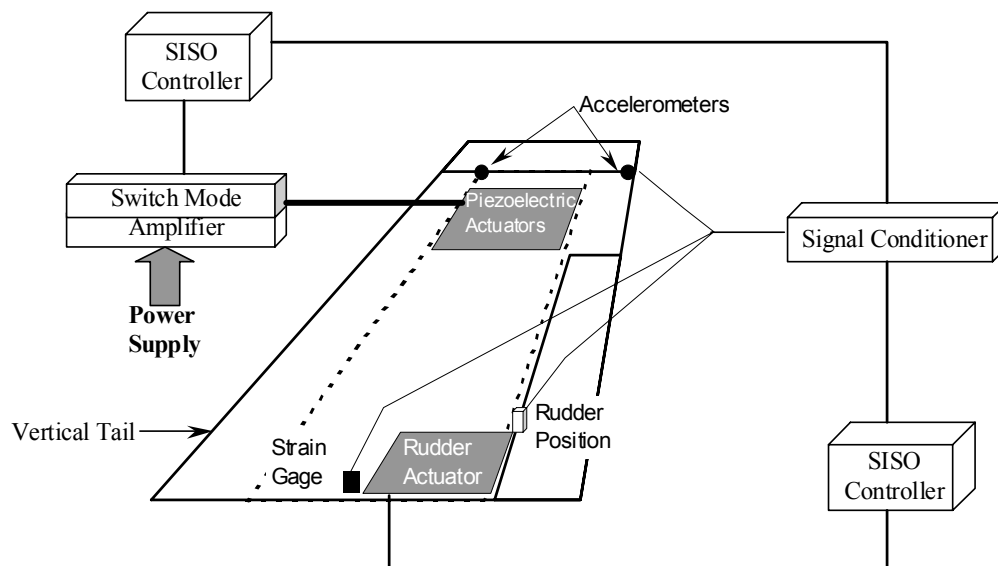 SISO
Controller
Accelerometers
Switch Mode
Amplifier
Piezoelectric
Actuators
Signal Conditioner
Power
Supply
Vertical Tail
Strain
Gage
Rudder
Actuator
Rudder
Position
SISO
Controller